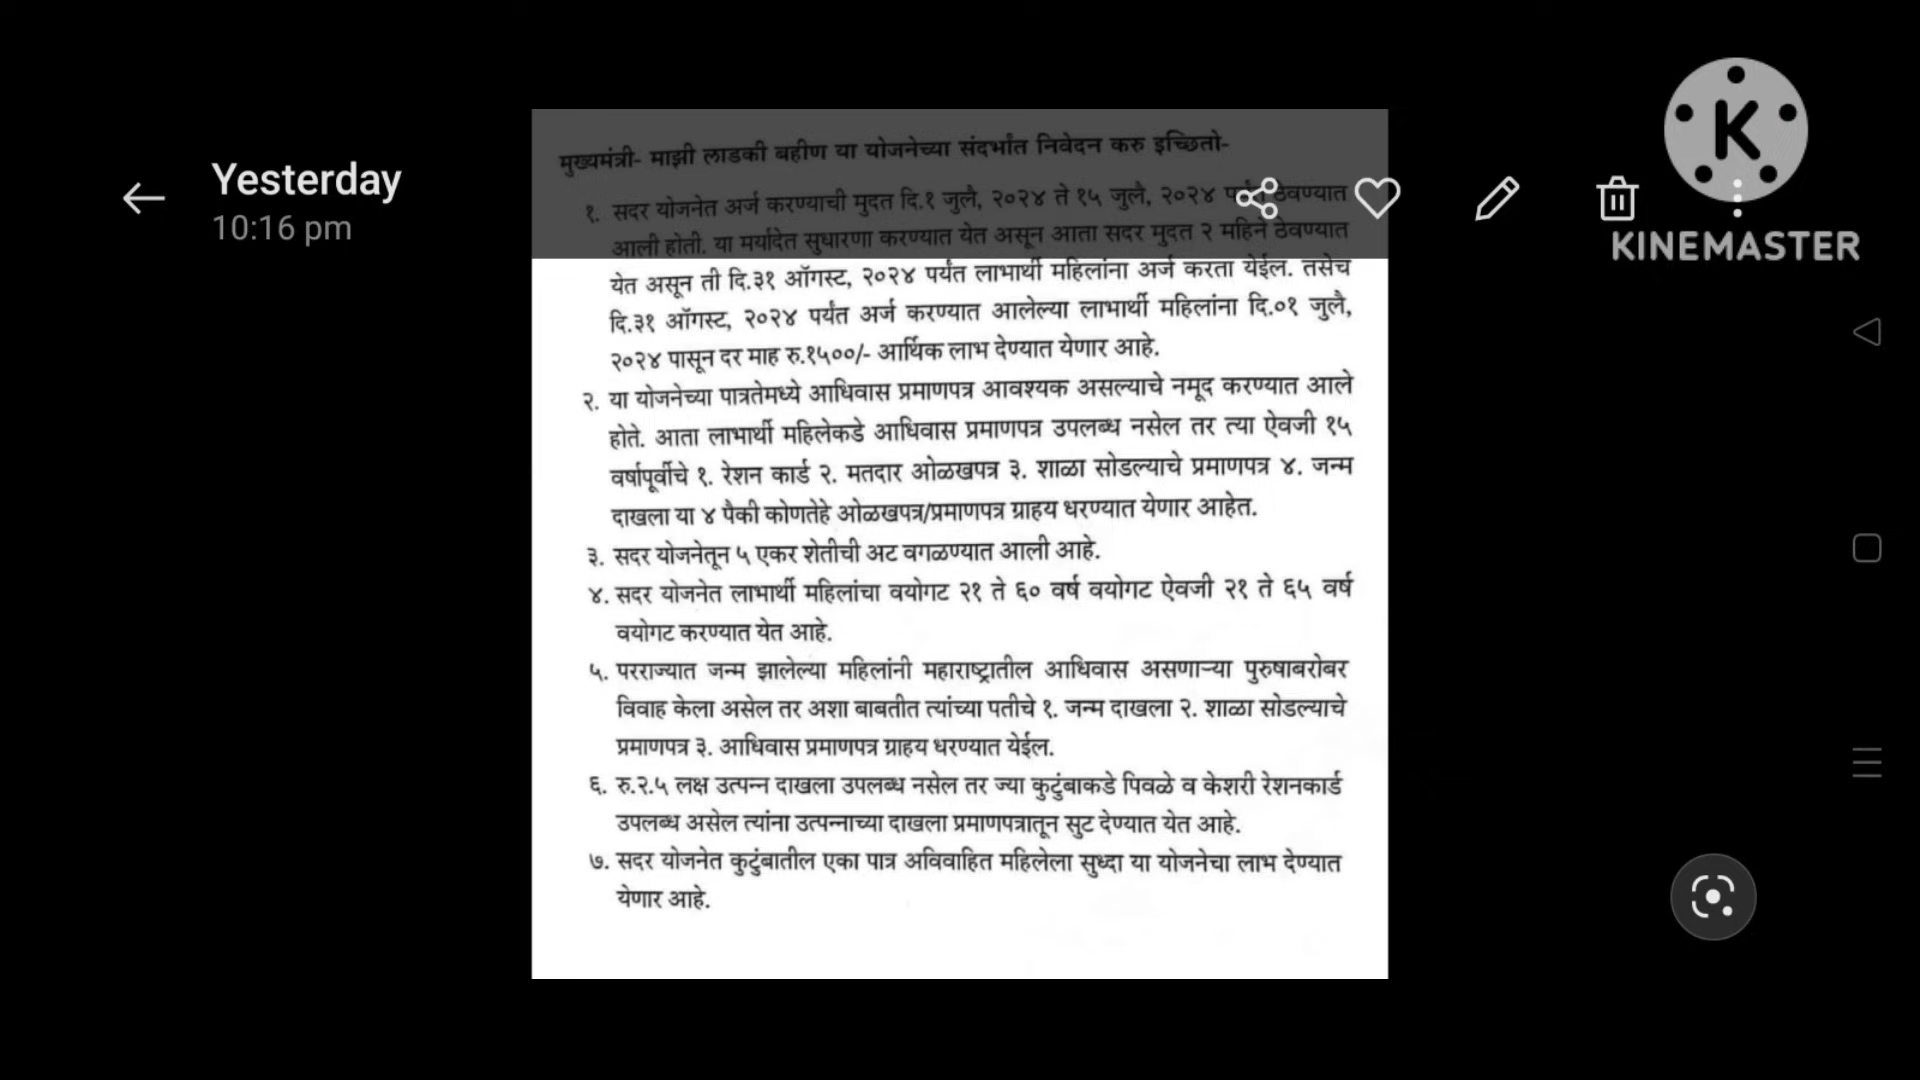 Yesterday
10:16 pm
KINEMASTER
मुख्यमंत्री- माझी लाडकी बहीण या योजनेच्या संदर्भात निवेदन करु इच्छितो-
१. सदर योजनेत अर्ज करण्याची मुदत दि.१ जुलै, २०२४ ते १५ जुलै, २०२४ पर्यंत ठेवण्यात
आली होती. या मर्यादेत सुधारणा करण्यात येत असून आता सदर मुदत २ महिने ठेवण्यात
येत असून ती दि.३१ ऑगस्ट, २०२४ पर्यंत लाभार्थी महिलांना अर्ज करता येईल. तसेच
दि.३१ ऑगस्ट, २०२४ पर्यंत अर्ज करण्यात आलेल्या लाभार्थी महिलांना दि.०१ जुलै,
२०२४ पासून दर माह रु.१५००/- आर्थिक लाभ देण्यात येणार आहे.
२. या योजनेच्या पात्रतेमध्ये आधिवास प्रमाणपत्र आवश्यक असल्याचे नमूद करण्यात आले
होते. आता लाभार्थी महिलेकडे आधिवास प्रमाणपत्र उपलब्ध नसेल तर त्या ऐवजी १५
वर्षापूर्वीचे १. रेशन कार्ड २. मतदार ओळखपत्र ३. शाळा सोडल्याचे प्रमाणपत्र ४. जन्म
दाखला या ४ पैकी कोणतेहे ओळखपत्र/प्रमाणपत्र ग्राहय धरण्यात येणार आहेत.
३. सदर योजनेतून ५ एकर शेतीची अट वगळण्यात आली आहे.
४. सदर योजनेत लाभार्थी महिलांचा वयोगट २१ ते ६० वर्ष वयोगट ऐवजी २१ ते ६५ वर्ष
वयोगट करण्यात येत आहे.
५. परराज्यात जन्म झालेल्या महिलांनी महाराष्ट्रातील आधिवास असणाऱ्या पुरुषाबरोबर
विवाह केला असेल तर अशा बाबतीत त्यांच्या पतीचे १. जन्म दाखला २. शाळा सोडल्याचे
प्रमाणपत्र ३. आधिवास प्रमाणपत्र ग्राहय धरण्यात येईल.
६. रु.२.५ लक्ष उत्पन्न दाखला उपलब्ध नसेल तर ज्या कुटुंबाकडे पिवळे व केशरी रेशनकार्ड
उपलब्ध असेल त्यांना उत्पन्नाच्या दाखला प्रमाणपत्रातून सुट देण्यात येत आहे.
७. सदर योजनेत कुटुंबातील एका पात्र अविवाहित महिलेला सुध्दा या योजनेचा लाभ देण्यात
येणार आहे.